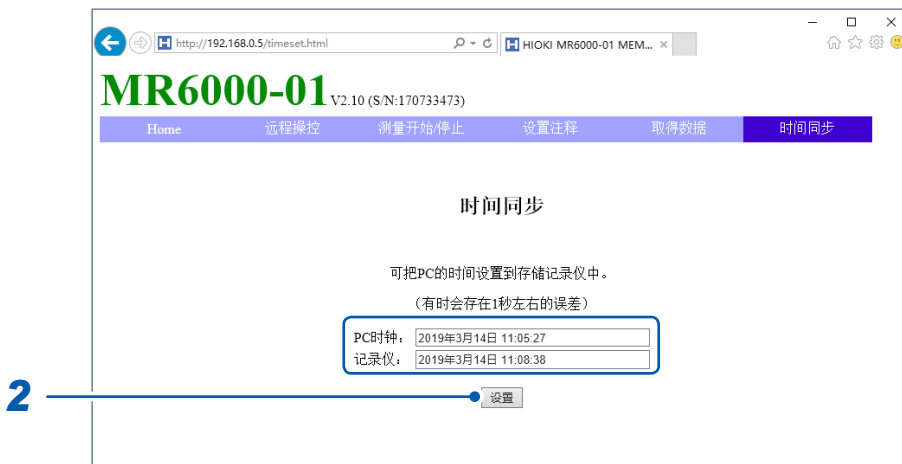 http://192.168.0.5/timeset.html
HIOKI MR6000-01 MEM...
MR6000-01 V2.10 (S/N:170733473)
Home 远程操控 测量开始/停止 设置注释 取得数据 时间同步
时间同步
可把PC的时间设置到存储记录仪中。
（有时会存在1秒左右的误差）
PC时钟： 2019年3月14日 11:05:27
记录仪： 2019年3月14日 11:08:38
2
设置